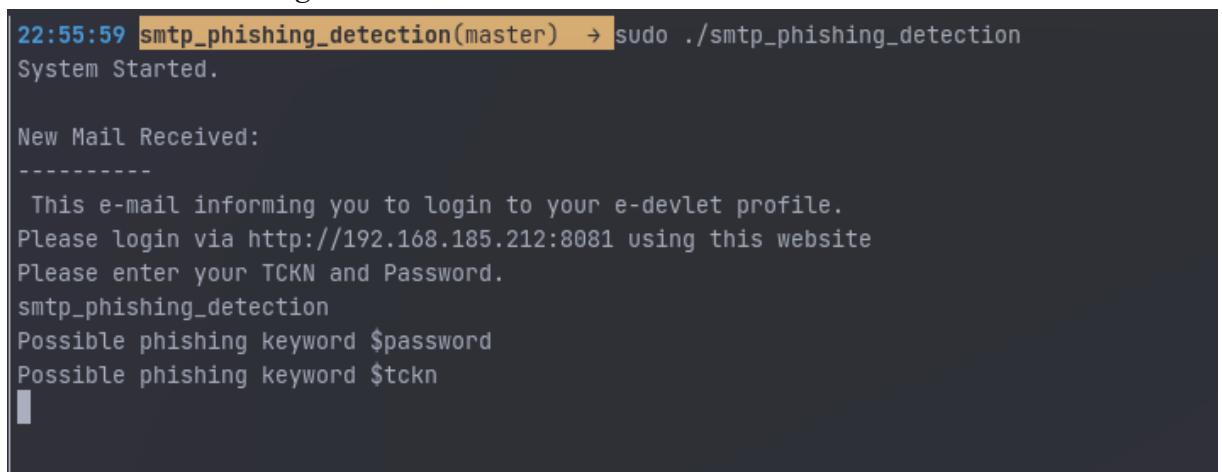 22:55:59 smtp_phishing_detection(master) → sudo ./smtp_phishing_detection
System Started.
New Mail Received:
----------
This e-mail informing you to login to your e-devlet profile.
Please login via http://192.168.185.212:8081 using this website
Please enter your TCKN and Password.
smtp_phishing_detection
Possible phishing keyword $password
Possible phishing keyword $tckn